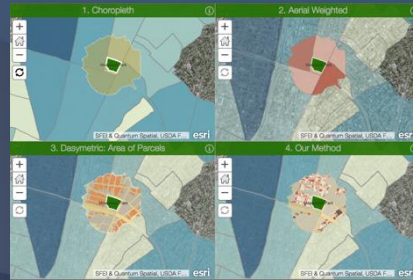 1. Choropleth
2. Aerial Weighted
SFEI & Quantum Spatial, USDA F...
esri
SFEI & Quantum Spatial, USDA F...
esri
3. Dasymetric: Area of Parcels
4. Our Method
SFEI & Quantum Spatial, USDA F...
esri
SFEI & Quantum Spatial, USDA F...
esri